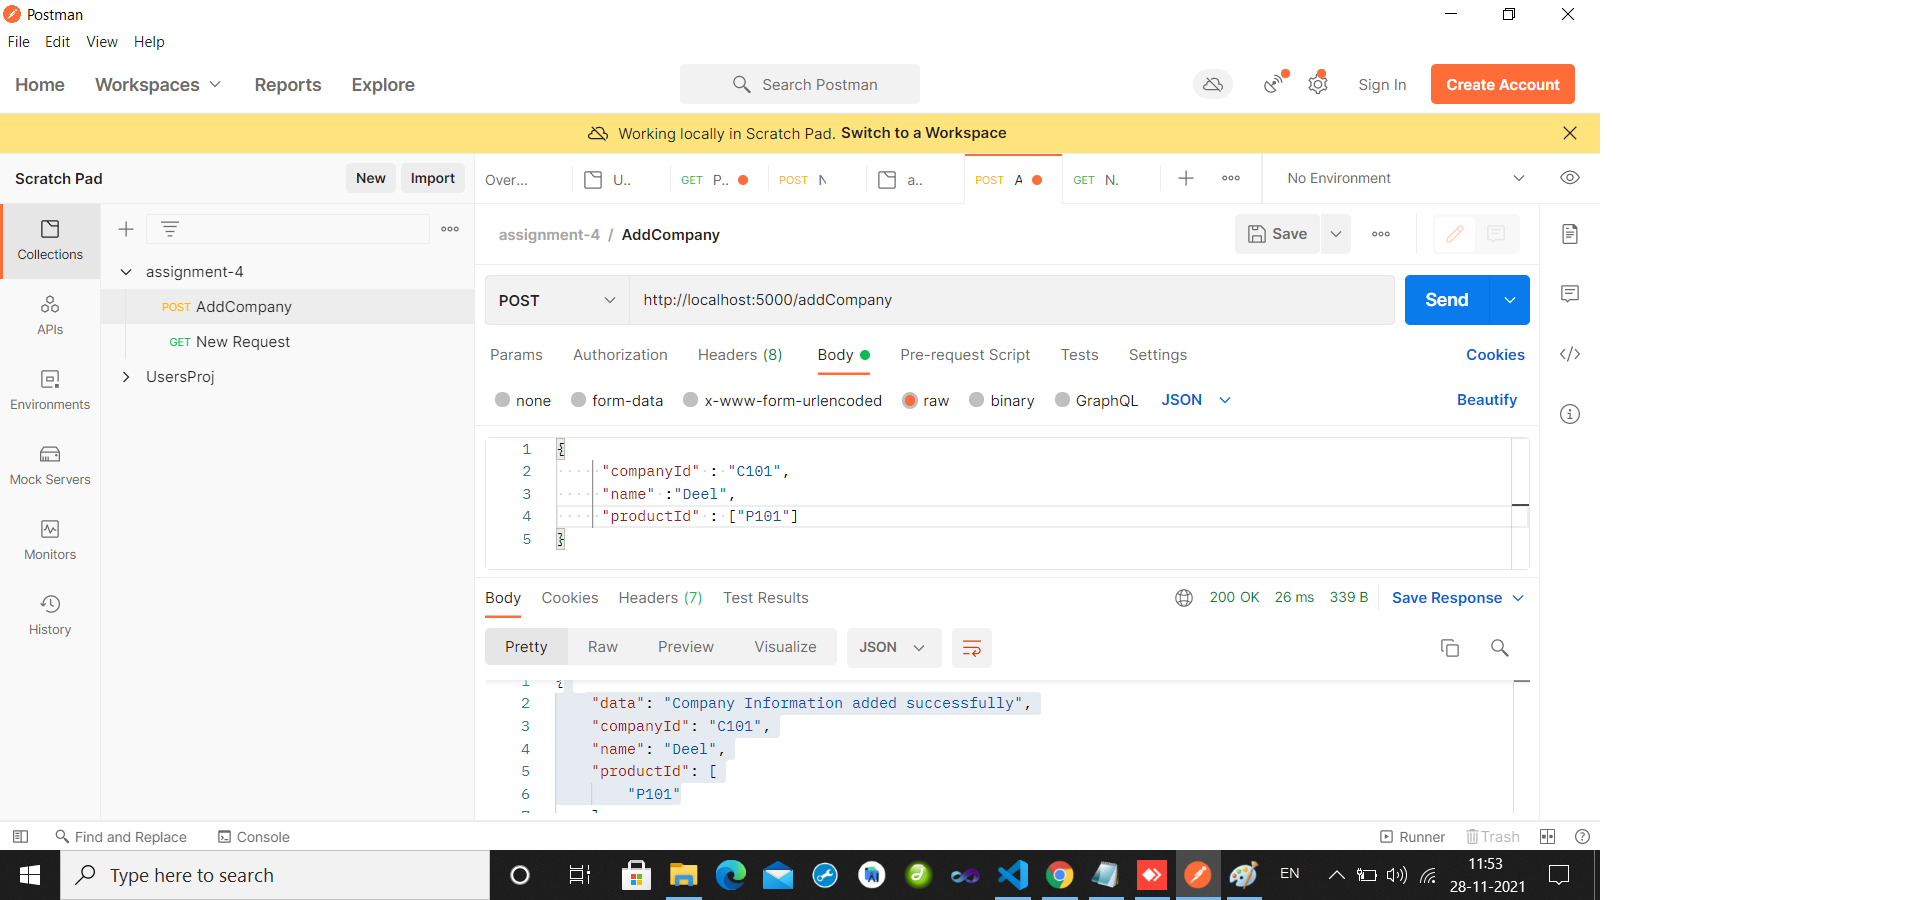 Postman
File Edit View Help
Home Workspaces Reports Explore Search Postman Sign In Create Account
Working locally in Scratch Pad. Switch to a Workspace
Scratch Pad New Import Over... U.. GET P.. POST N a.. POST A GET N. No Environment
Collections
assignment-4 / AddCompany Save
assignment-4
POST AddCompany
GET New Request
UsersProj
APIs
Environments
Mock Servers
Monitors
History
POST http://localhost:5000/addCompany Send
Params Authorization Headers (8) Body Pre-request Script Tests Settings Cookies
none form-data x-www-form-urlencoded raw binary GraphQL JSON Beautify
1 {
2 "companyId" : "C101",
3 "name" :"Deel",
4 "productId" : ["P101"]
5 }
Body Cookies Headers (7) Test Results 200 OK 26 ms 339 B Save Response
Pretty Raw Preview Visualize JSON
1 {
2 "data": "Company Information added successfully",
3 "companyId": "C101",
4 "name": "Deel",
5 "productId": [
6 "P101"
Find and Replace Console Runner Trash
Type here to search EN 11:53
28-11-2021